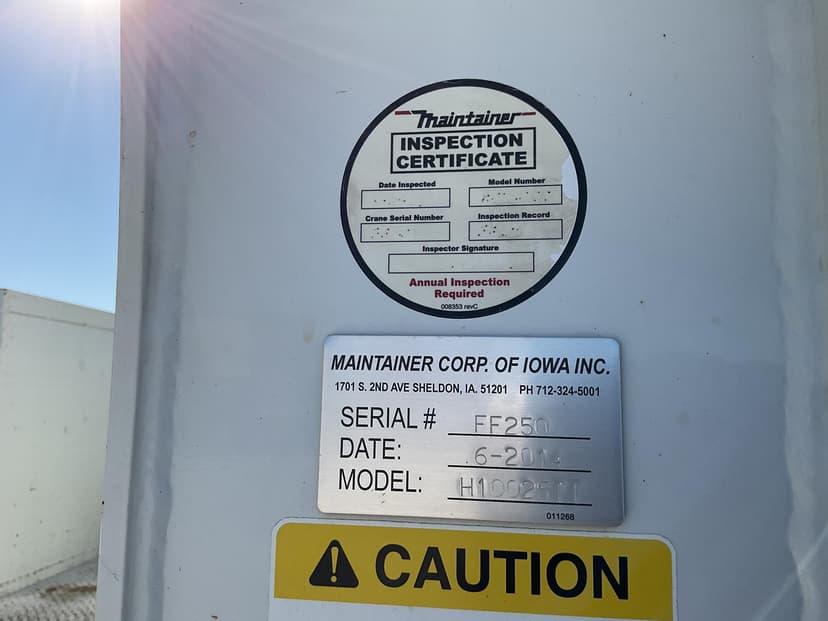 Maintainer
INSPECTION
CERTIFICATE
Date Inspected Model Number
Crane Serial Number Inspection Record
Inspector Signature
Annual Inspection
Required
008353 revC
MAINTAINER CORP. OF IOWA INC.
1701 S. 2ND AVE SHELDON, IA. 51201 PH 712-324-5001
SERIAL # FF250
DATE:
MODEL:
011268
CAUTION